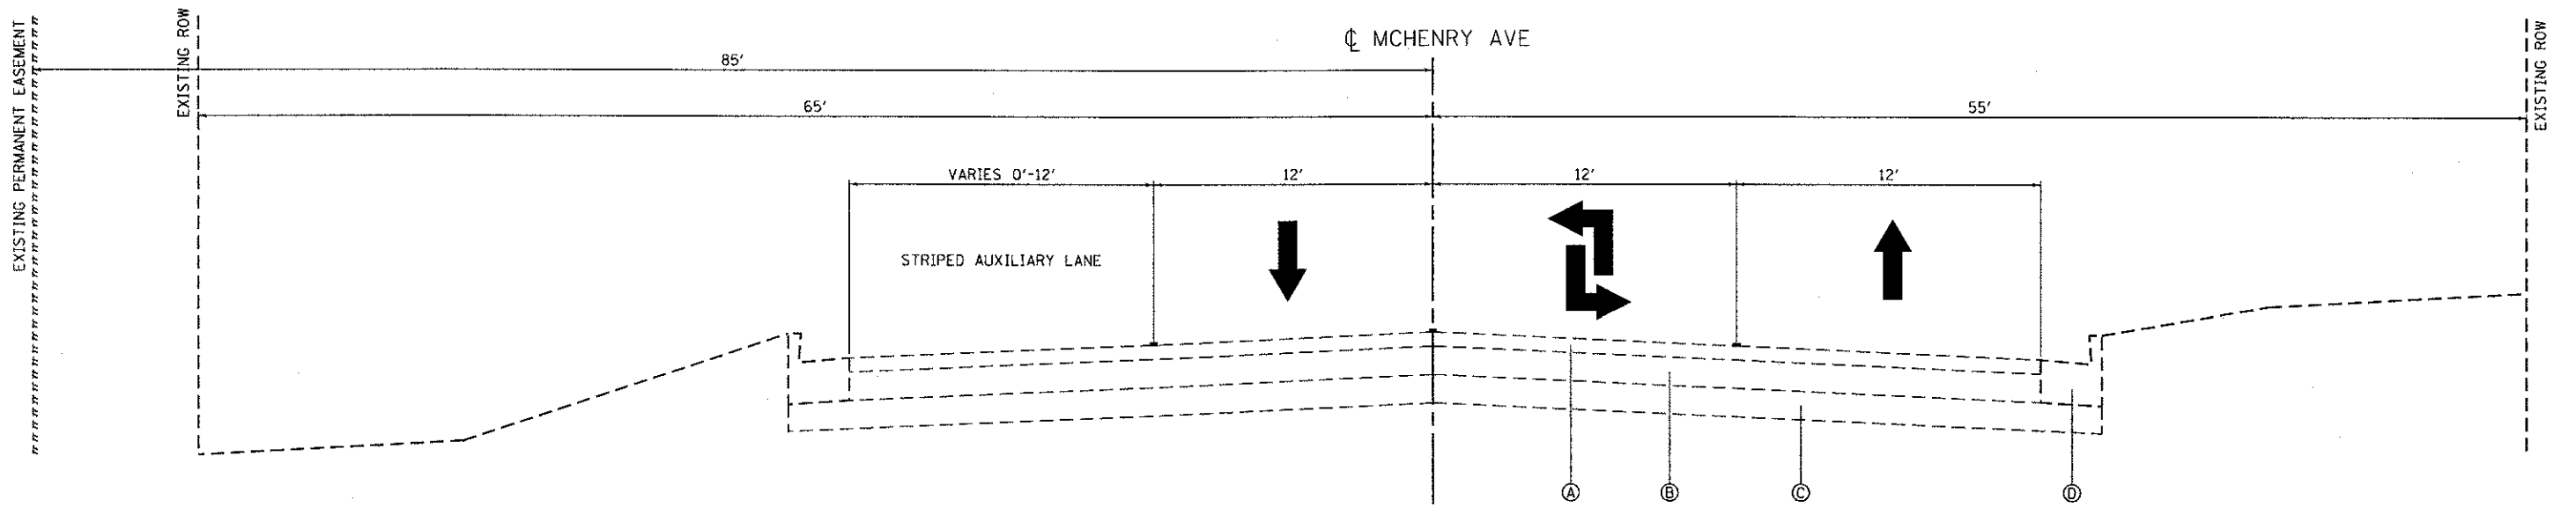 EXISTING PERMANENT EASEMENT
EXISTING ROW
℄ MCHENRY AVE
EXISTING ROW
85'
65'
55'
VARIES 0'-12'
12'
12'
12'
STRIPED AUXILIARY LANE
A
B
C
D